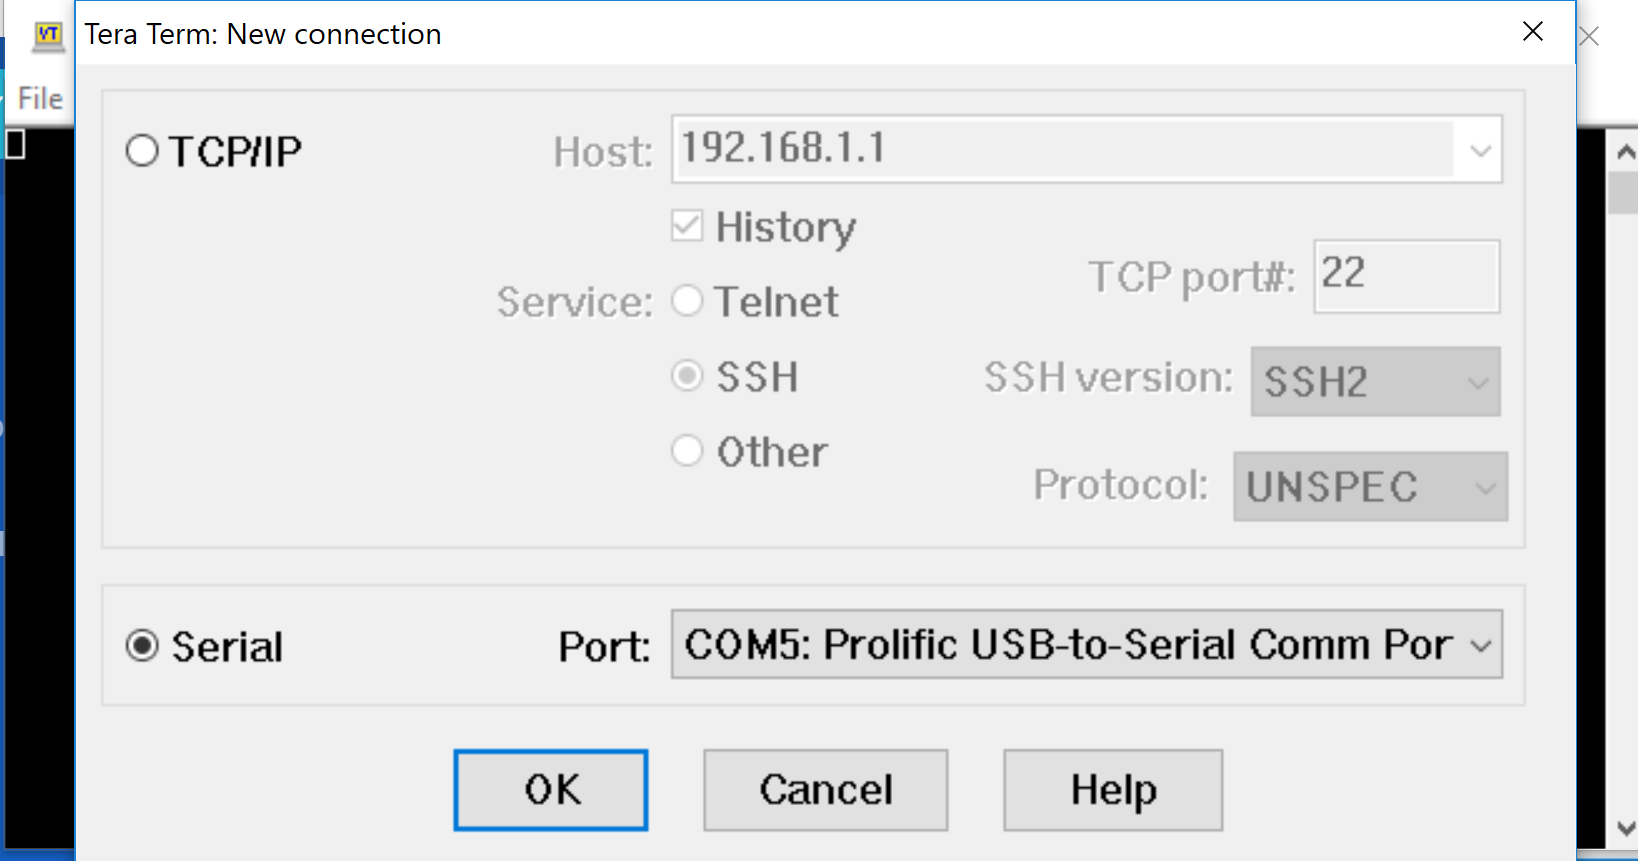 VT
Tera Term: New connection
File
TCP/IP
Host: 192.168.1.1
History
Service: Telnet
TCP port#: 22
SSH
SSH version: SSH2
Other
Protocol: UNSPEC
Serial
Port: COM5: Prolific USB-to-Serial Comm Por
OK Cancel Help